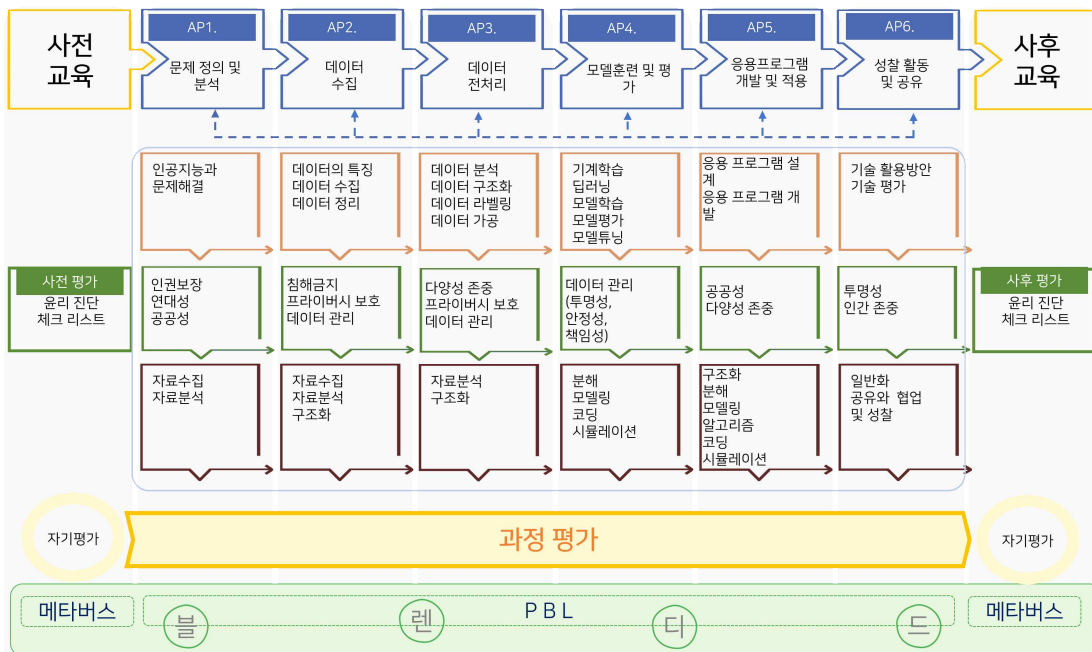 사전
교육
AP1.
문제 정의 및
분석
AP2.
데이터
수집
AP3.
데이터
전처리
AP4.
모델훈련 및 평
가
AP5.
응용프로그램
개발 및 적용
AP6.
성찰 활동
및 공유
사후
교육
인공지능과
문제해결
데이터의 특징
데이터 수집
데이터 정리
데이터 분석
데이터 구조화
데이터 라벨링
데이터 가공
기계학습
딥러닝
모델학습
모델평가
모델튜닝
응용 프로그램 설
계
응용 프로그램 개
발
기술 활용방안
기술 평가
사전 평가
윤리 진단
체크 리스트
인권보장
연대성
공공성
침해금지
프라이버시 보호
데이터 관리
다양성 존중
프라이버시 보호
데이터 관리
데이터 관리
(투명성,
안정성,
책임성)
공공성
다양성 존중
투명성
인간 존중
사후 평가
윤리 진단
체크 리스트
자료수집
자료분석
자료수집
자료분석
구조화
자료분석
구조화
분해
모델링
코딩
시뮬레이션
구조화
분해
모델링
알고리즘
코딩
시뮬레이션
일반화
공유와 협업
및 성찰
자기평가
과정 평가
자기평가
메타버스
P B L
메타버스
블 렌 디 드